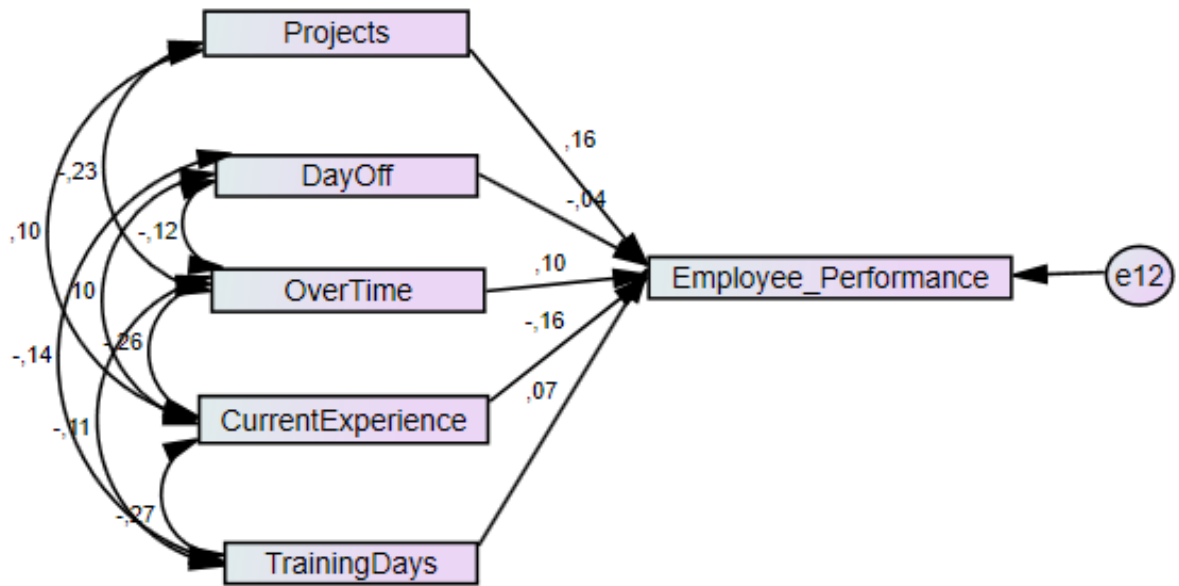 Projects
,16
-,23
DayOff
-,04
,10
-,12
,10
OverTime
Employee_Performance
e12
10
-,16
-,26
-,14
,07
CurrentExperience
-,11
-,27
TrainingDays